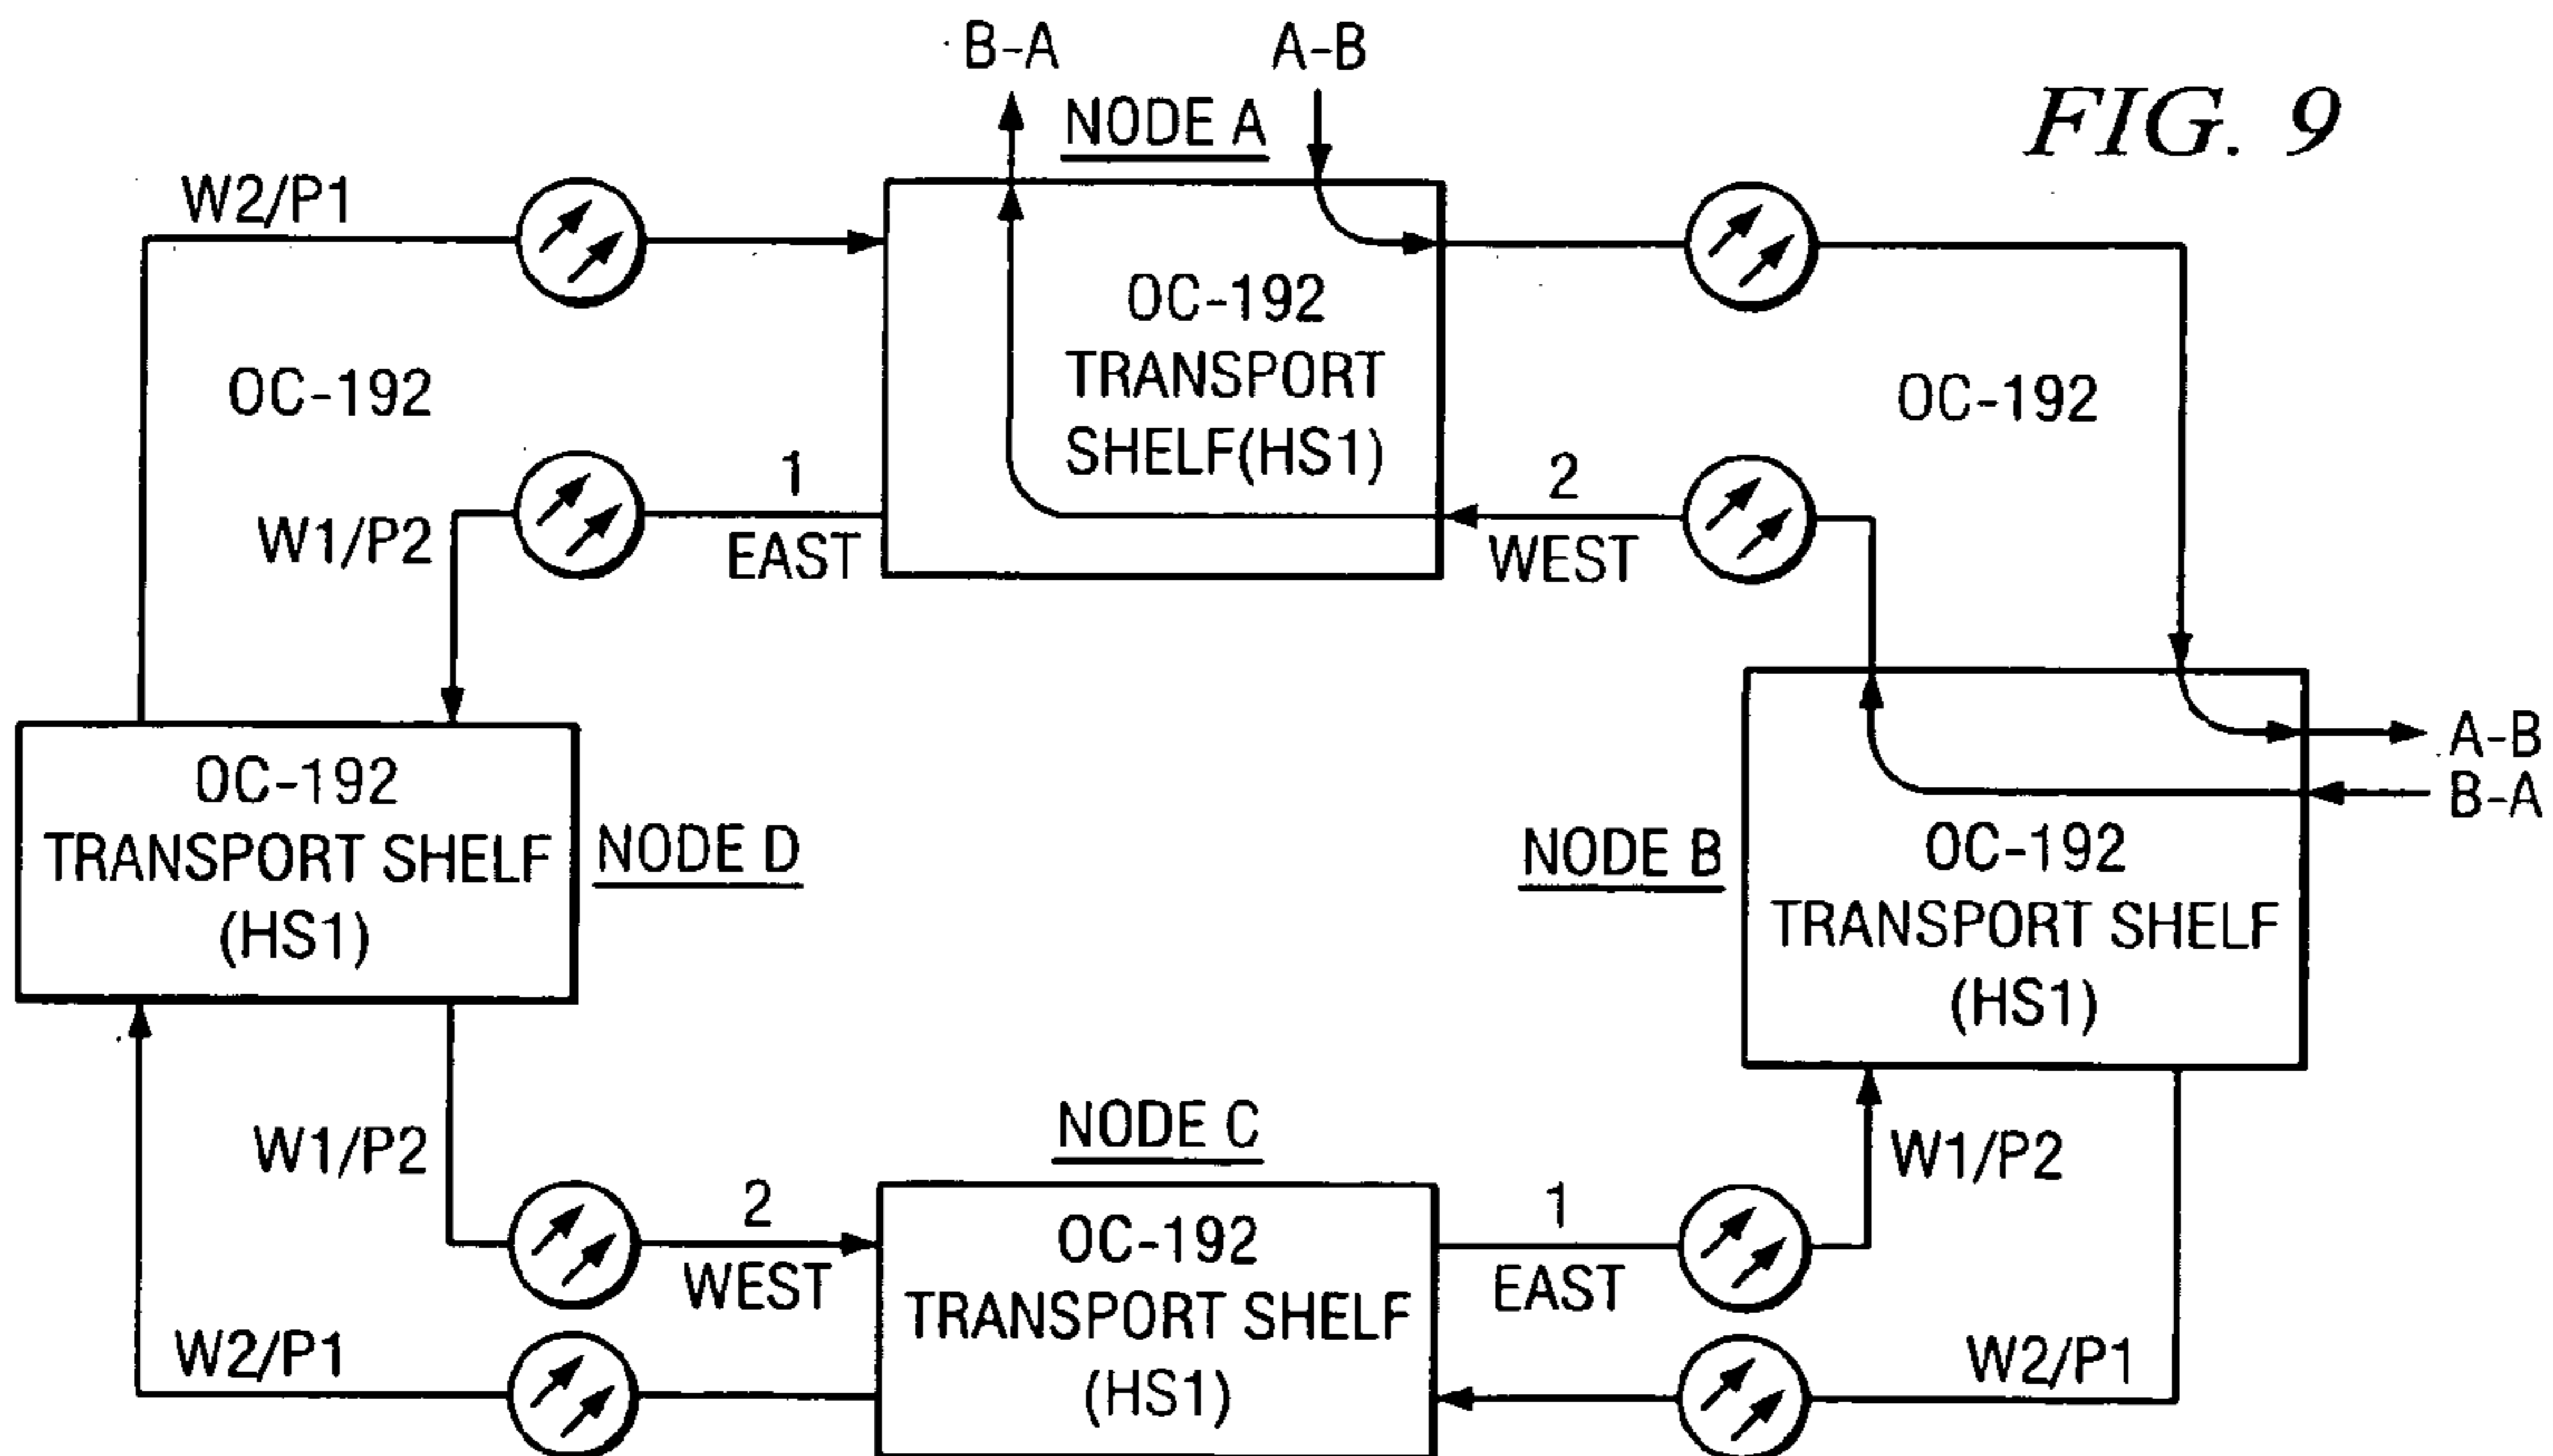 B-A
A-B
NODE A
FIG. 9
W2/P1
OC-192
TRANSPORT
SHELF(HS1)
OC-192
OC-192
1
EAST
W1/P2
2
WEST
OC-192
TRANSPORT SHELF
(HS1)
NODE D
NODE B
A-B
B-A
OC-192
TRANSPORT SHELF
(HS1)
W1/P2
2
WEST
W2/P1
NODE C
OC-192
TRANSPORT SHELF
(HS1)
1
EAST
W1/P2
W2/P1